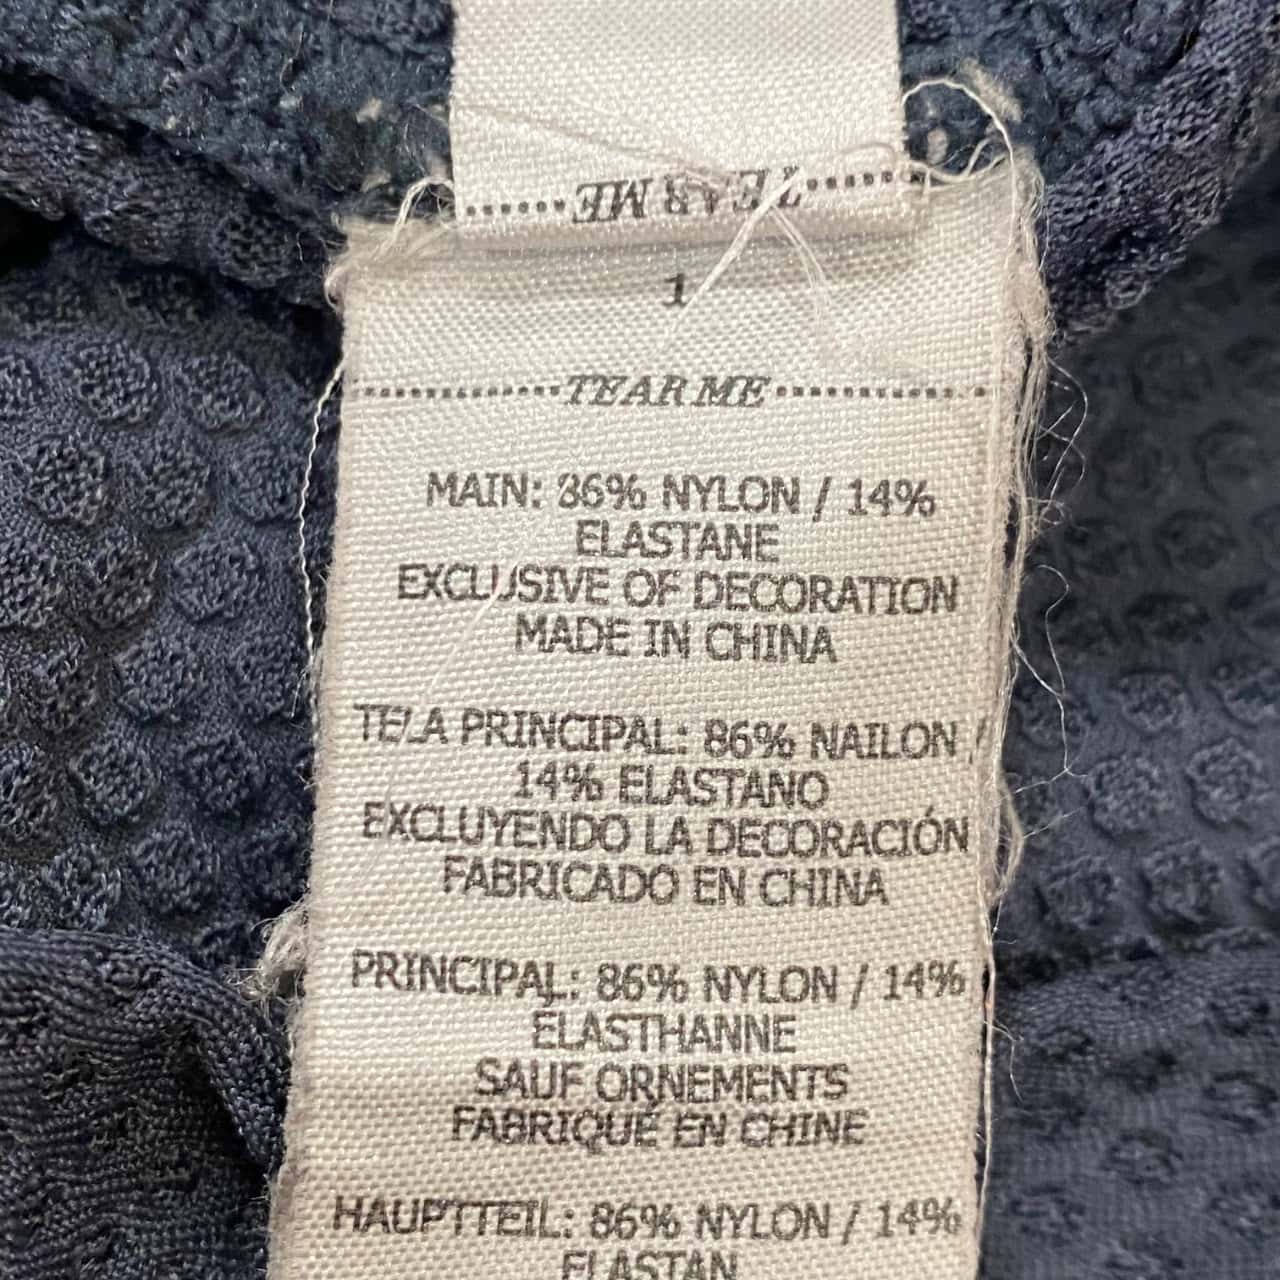 TEAR ME
1
TEAR ME
MAIN: 86% NYLON / 14%
ELASTANE
EXCLUSIVE OF DECORATION
MADE IN CHINA
TELA PRINCIPAL: 86% NAILON /
14% ELASTANO
EXCLUYENDO LA DECORACIÓN
FABRICADO EN CHINA
PRINCIPAL: 86% NYLON / 14%
ELASTHANNE
SAUF ORNEMENTS
FABRIQUÉ EN CHINE
HAUPTTEIL: 86% NYLON / 14%
ELASTAN